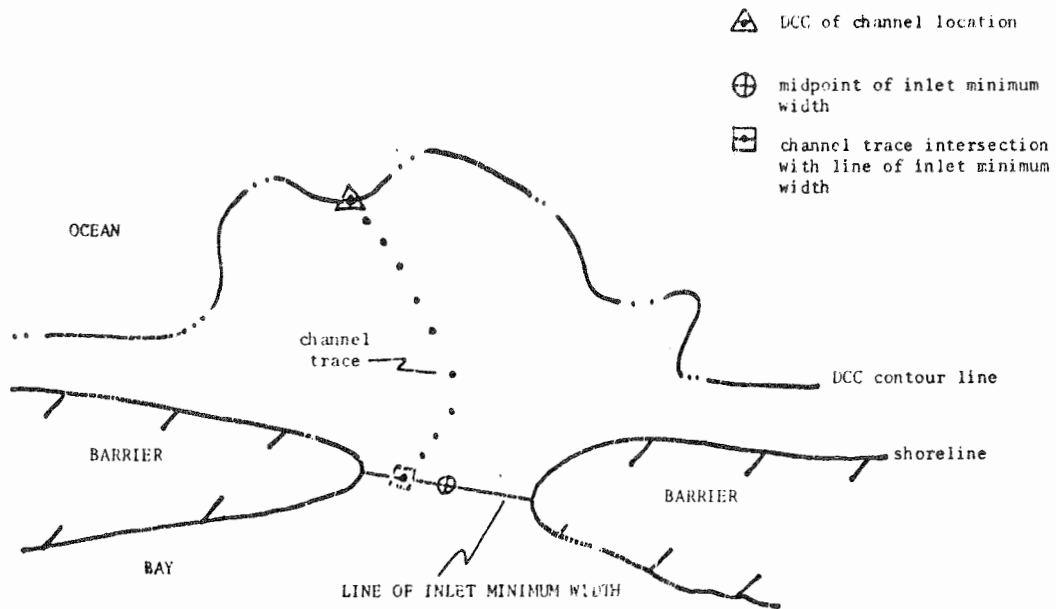 DCC of channel location
midpoint of inlet minimum
width
channel trace intersection
with line of inlet minimum
width
OCEAN
channel
trace
DCC contour line
BARRIER
shoreline
BARRIER
BAY
LINE OF INLET MINIMUM WIDTH